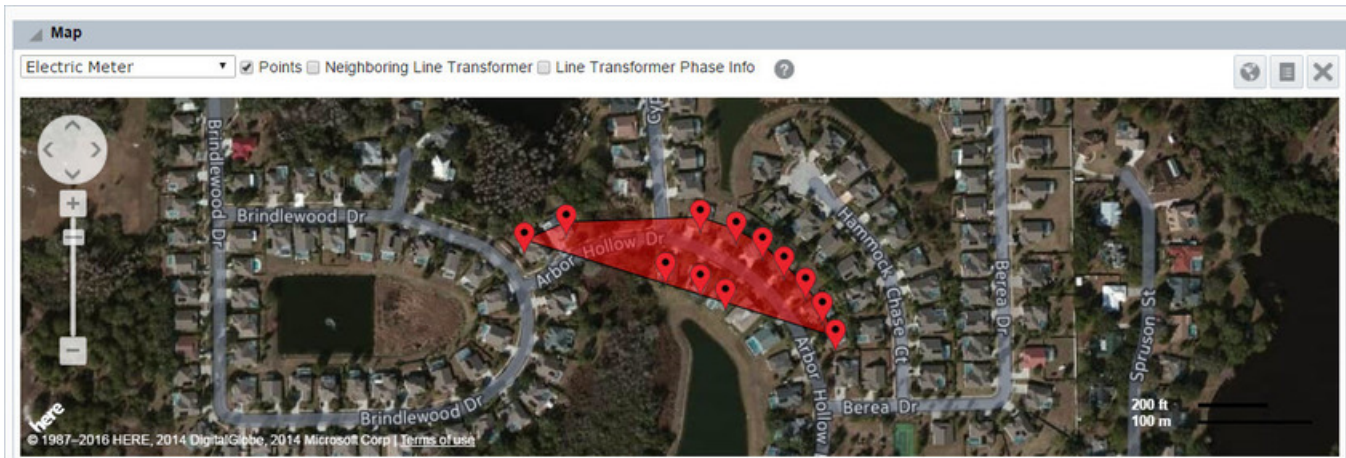 Map
Electric Meter Points Neighboring Line Transformer Line Transformer Phase Info ?
Brindlewood Dr
Brindlewood Dr
Arbor Hollow Dr
Hammock Chase Ct
Berea Dr
Spruson St
Arbor Hollow
Berea Dr
Brindlewood Dr
200 ft
100 m
here
© 1987–2016 HERE, 2014 DigitalGlobe, 2014 Microsoft Corp | Terms of use